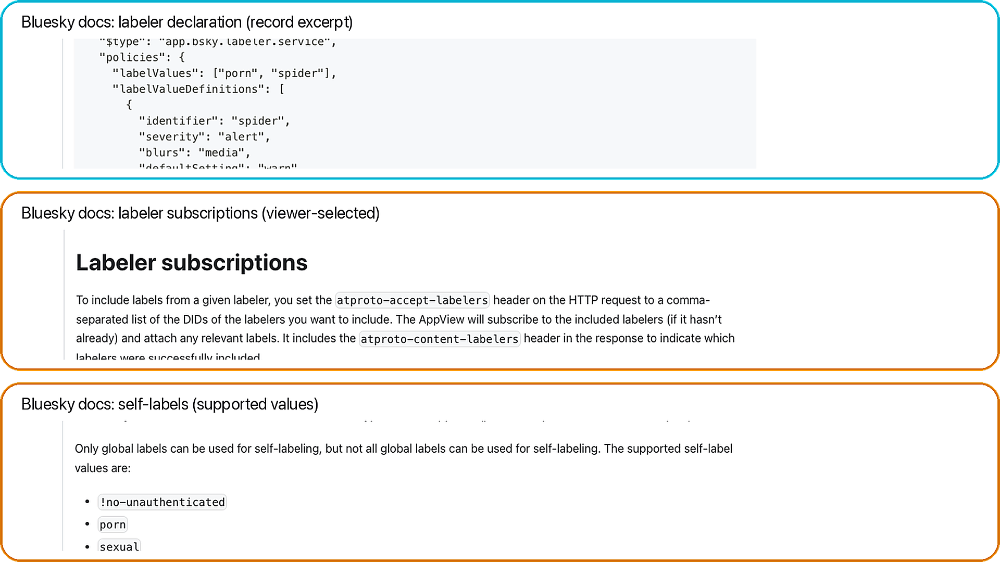 Bluesky docs: labeler declaration (record excerpt)
"$type": "app.bsky.labeler.service",
"policies": {
"labelValues": ["porn", "spider"],
"labelValueDefinitions": [
{
"identifier": "spider",
"severity": "alert",
"blurs": "media",
"defaultSetting": "warn"
Bluesky docs: labeler subscriptions (viewer-selected)
Labeler subscriptions
To include labels from a given labeler, you set the atproto-accept-labelers header on the HTTP request to a comma-
separated list of the DIDs of the labelers you want to include. The AppView will subscribe to the included labelers (if it hasn’t
already) and attach any relevant labels. It includes the atproto-content-labelers header in the response to indicate which
labelers were successfully included
Bluesky docs: self-labels (supported values)
Only global labels can be used for self-labeling, but not all global labels can be used for self-labeling. The supported self-label
values are:
• !no-unauthenticated
• porn
• sexual